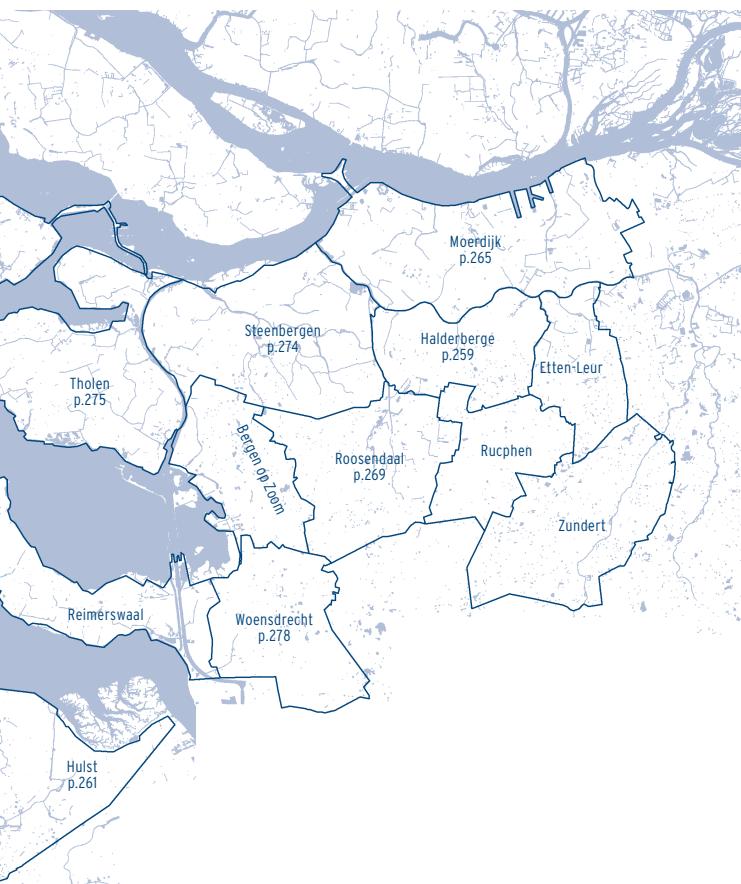 Moerdijk
p.265
Steenbergen
p.274
Halderberge
p.259
Etten-Leur
Tholen
p.275
Bergen op Zoom
Roosendaal
p.269
Rucphen
Zundert
Reimerswaal
Woensdrecht
p.278
Hulst
p.261